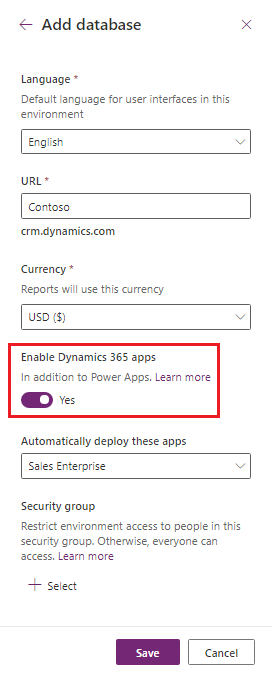 Add database
Language *
Default language for user interfaces in this
environment
English
URL *
Contoso
crm.dynamics.com
Currency *
Reports will use this currency
USD ($)
Enable Dynamics 365 apps
In addition to Power Apps. Learn more
Yes
Automatically deploy these apps
Sales Enterprise
Security group
Restrict environment access to people in this
security group. Otherwise, everyone can
access. Learn more
Select
Save Cancel